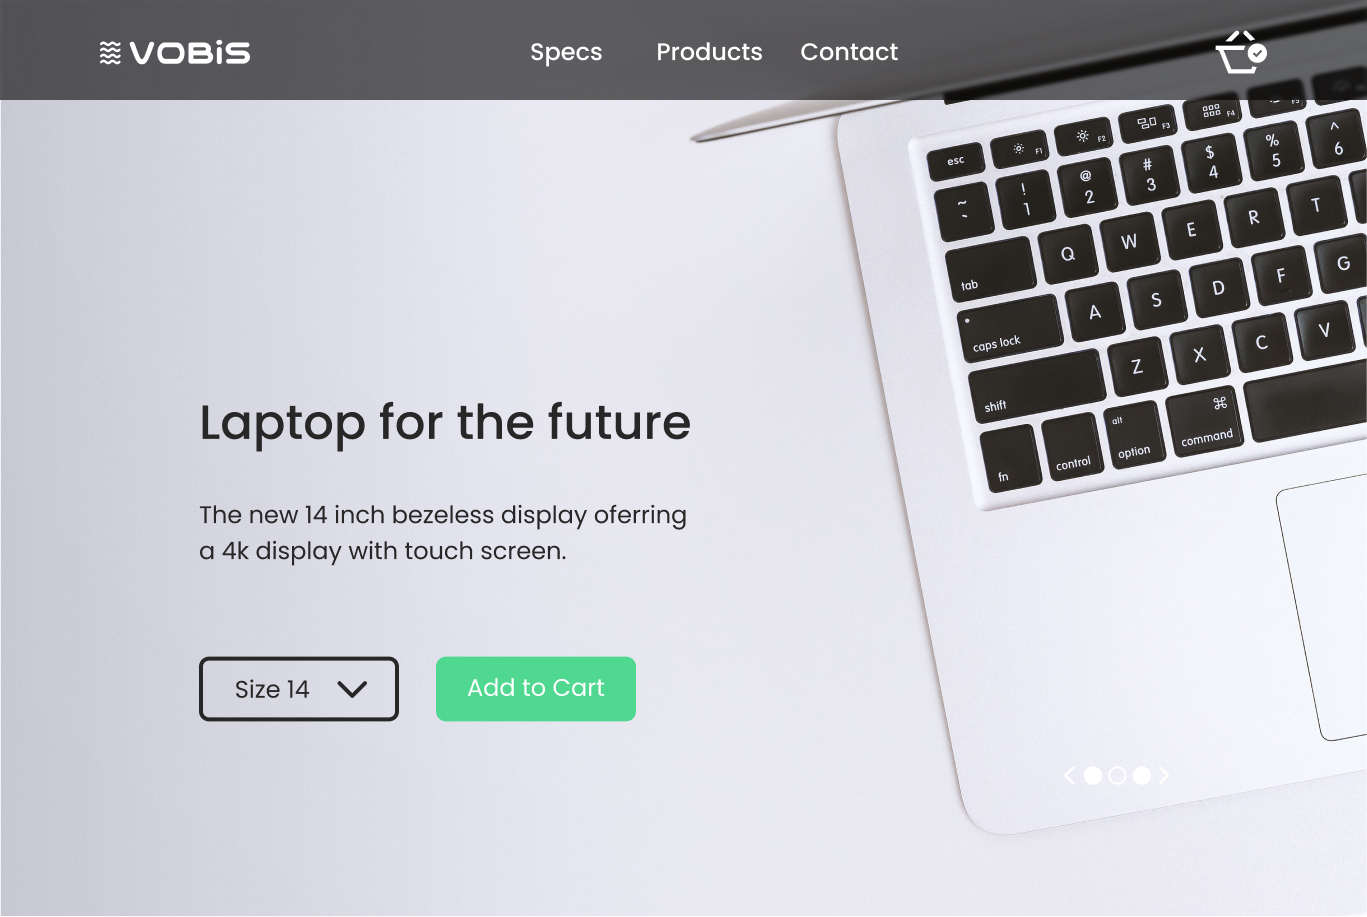 VOBiS
Specs Products Contact
esc F1 F2 F3 F4 F5
~ ` ! 1 @ 2 # 3 $ 4 % 5 ^ 6
tab Q W E R T
caps lock A S D F G
shift Z X C V
fn control alt option ⌘ command
Laptop for the future
The new 14 inch bezeless display oferring
a 4k display with touch screen.
Size 14
Add to Cart